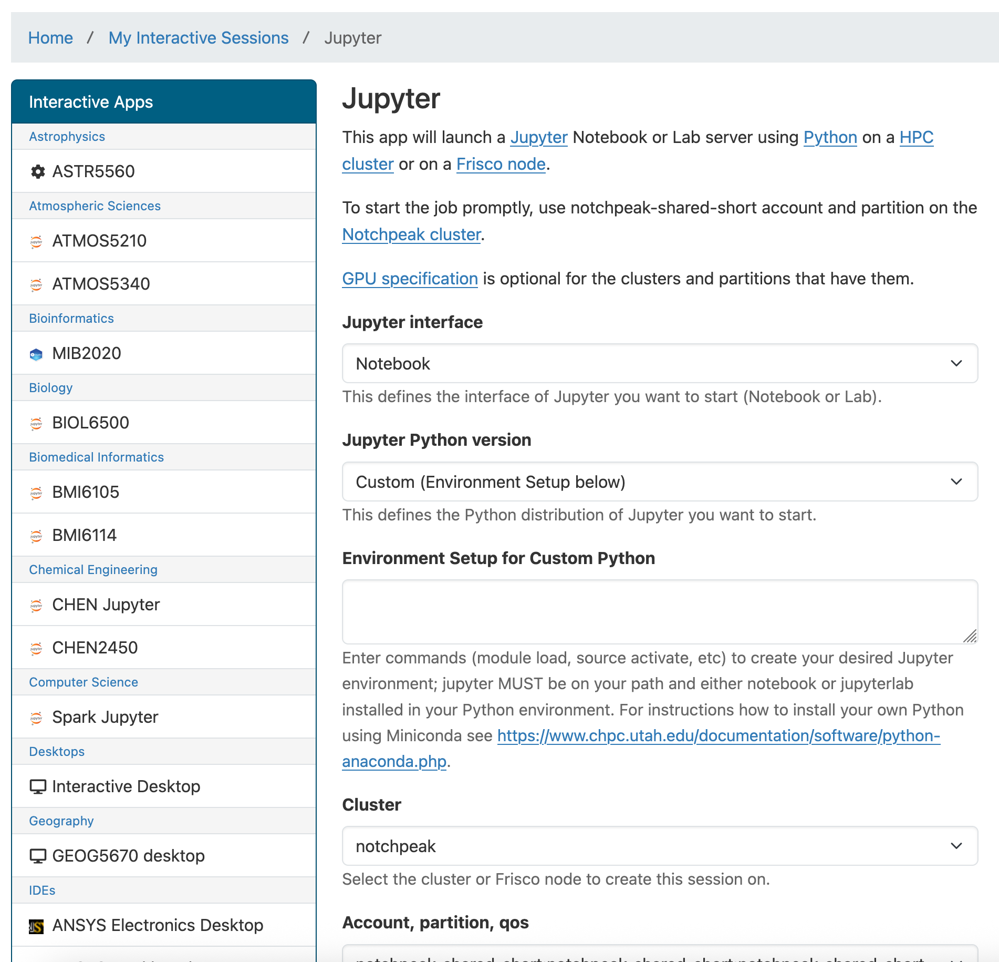 Home / My Interactive Sessions / Jupyter
Interactive Apps
Astrophysics
ASTR5560
Atmospheric Sciences
ATMOS5210
ATMOS5340
Bioinformatics
MIB2020
Biology
BIOL6500
Biomedical Informatics
BMI6105
BMI6114
Chemical Engineering
CHEN Jupyter
CHEN2450
Computer Science
Spark Jupyter
Desktops
Interactive Desktop
Geography
GEOG5670 desktop
IDEs
ANSYS Electronics Desktop
Jupyter
This app will launch a Jupyter Notebook or Lab server using Python on a HPC
cluster or on a Frisco node.
To start the job promptly, use notchpeak-shared-short account and partition on the
Notchpeak cluster.
GPU specification is optional for the clusters and partitions that have them.
Jupyter interface
Notebook
This defines the interface of Jupyter you want to start (Notebook or Lab).
Jupyter Python version
Custom (Environment Setup below)
This defines the Python distribution of Jupyter you want to start.
Environment Setup for Custom Python
Enter commands (module load, source activate, etc) to create your desired Jupyter
environment; jupyter MUST be on your path and either notebook or jupyterlab
installed in your Python environment. For instructions how to install your own Python
using Miniconda see https://www.chpc.utah.edu/documentation/software/python-
anaconda.php.
Cluster
notchpeak
Select the cluster or Frisco node to create this session on.
Account, partition, qos